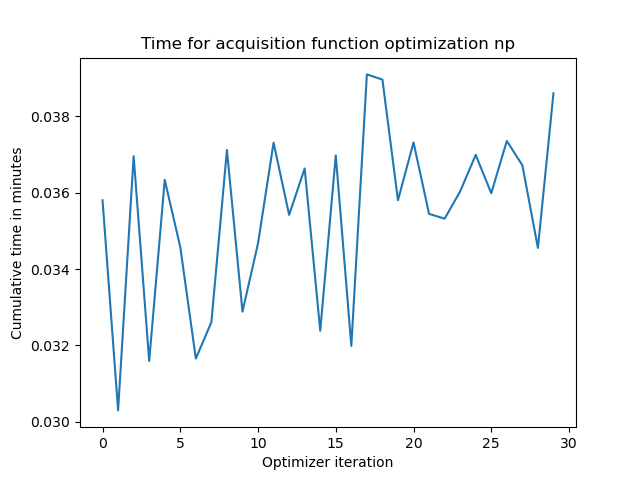 Time for acquisition function optimization np
Cumulative time in minutes
0.038
0.036
0.034
0.032
0.030
0 5 10 15 20 25 30
Optimizer iteration